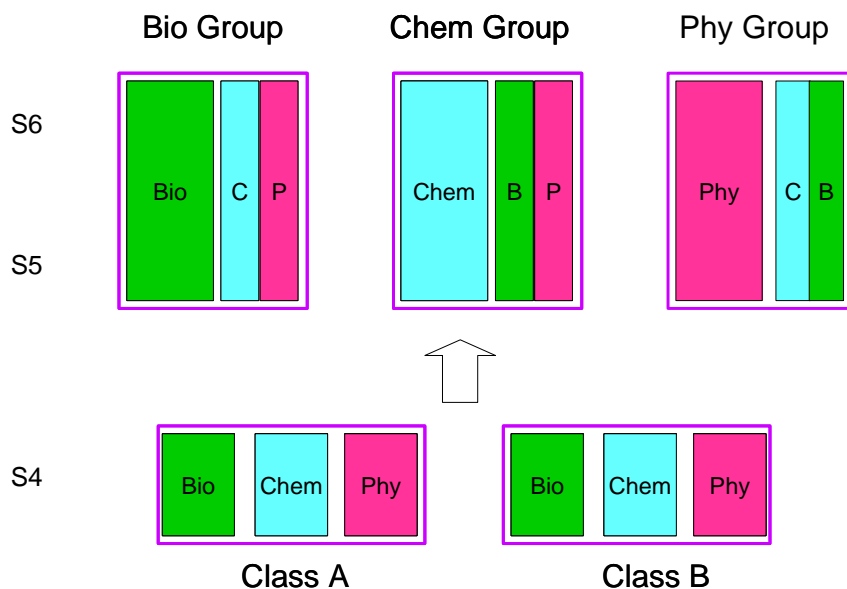 Bio Group Chem Group Phy Group
S6
Bio C P Chem B P Phy C B
S5
S4 Bio Chem Phy Bio Chem Phy
Class A Class B